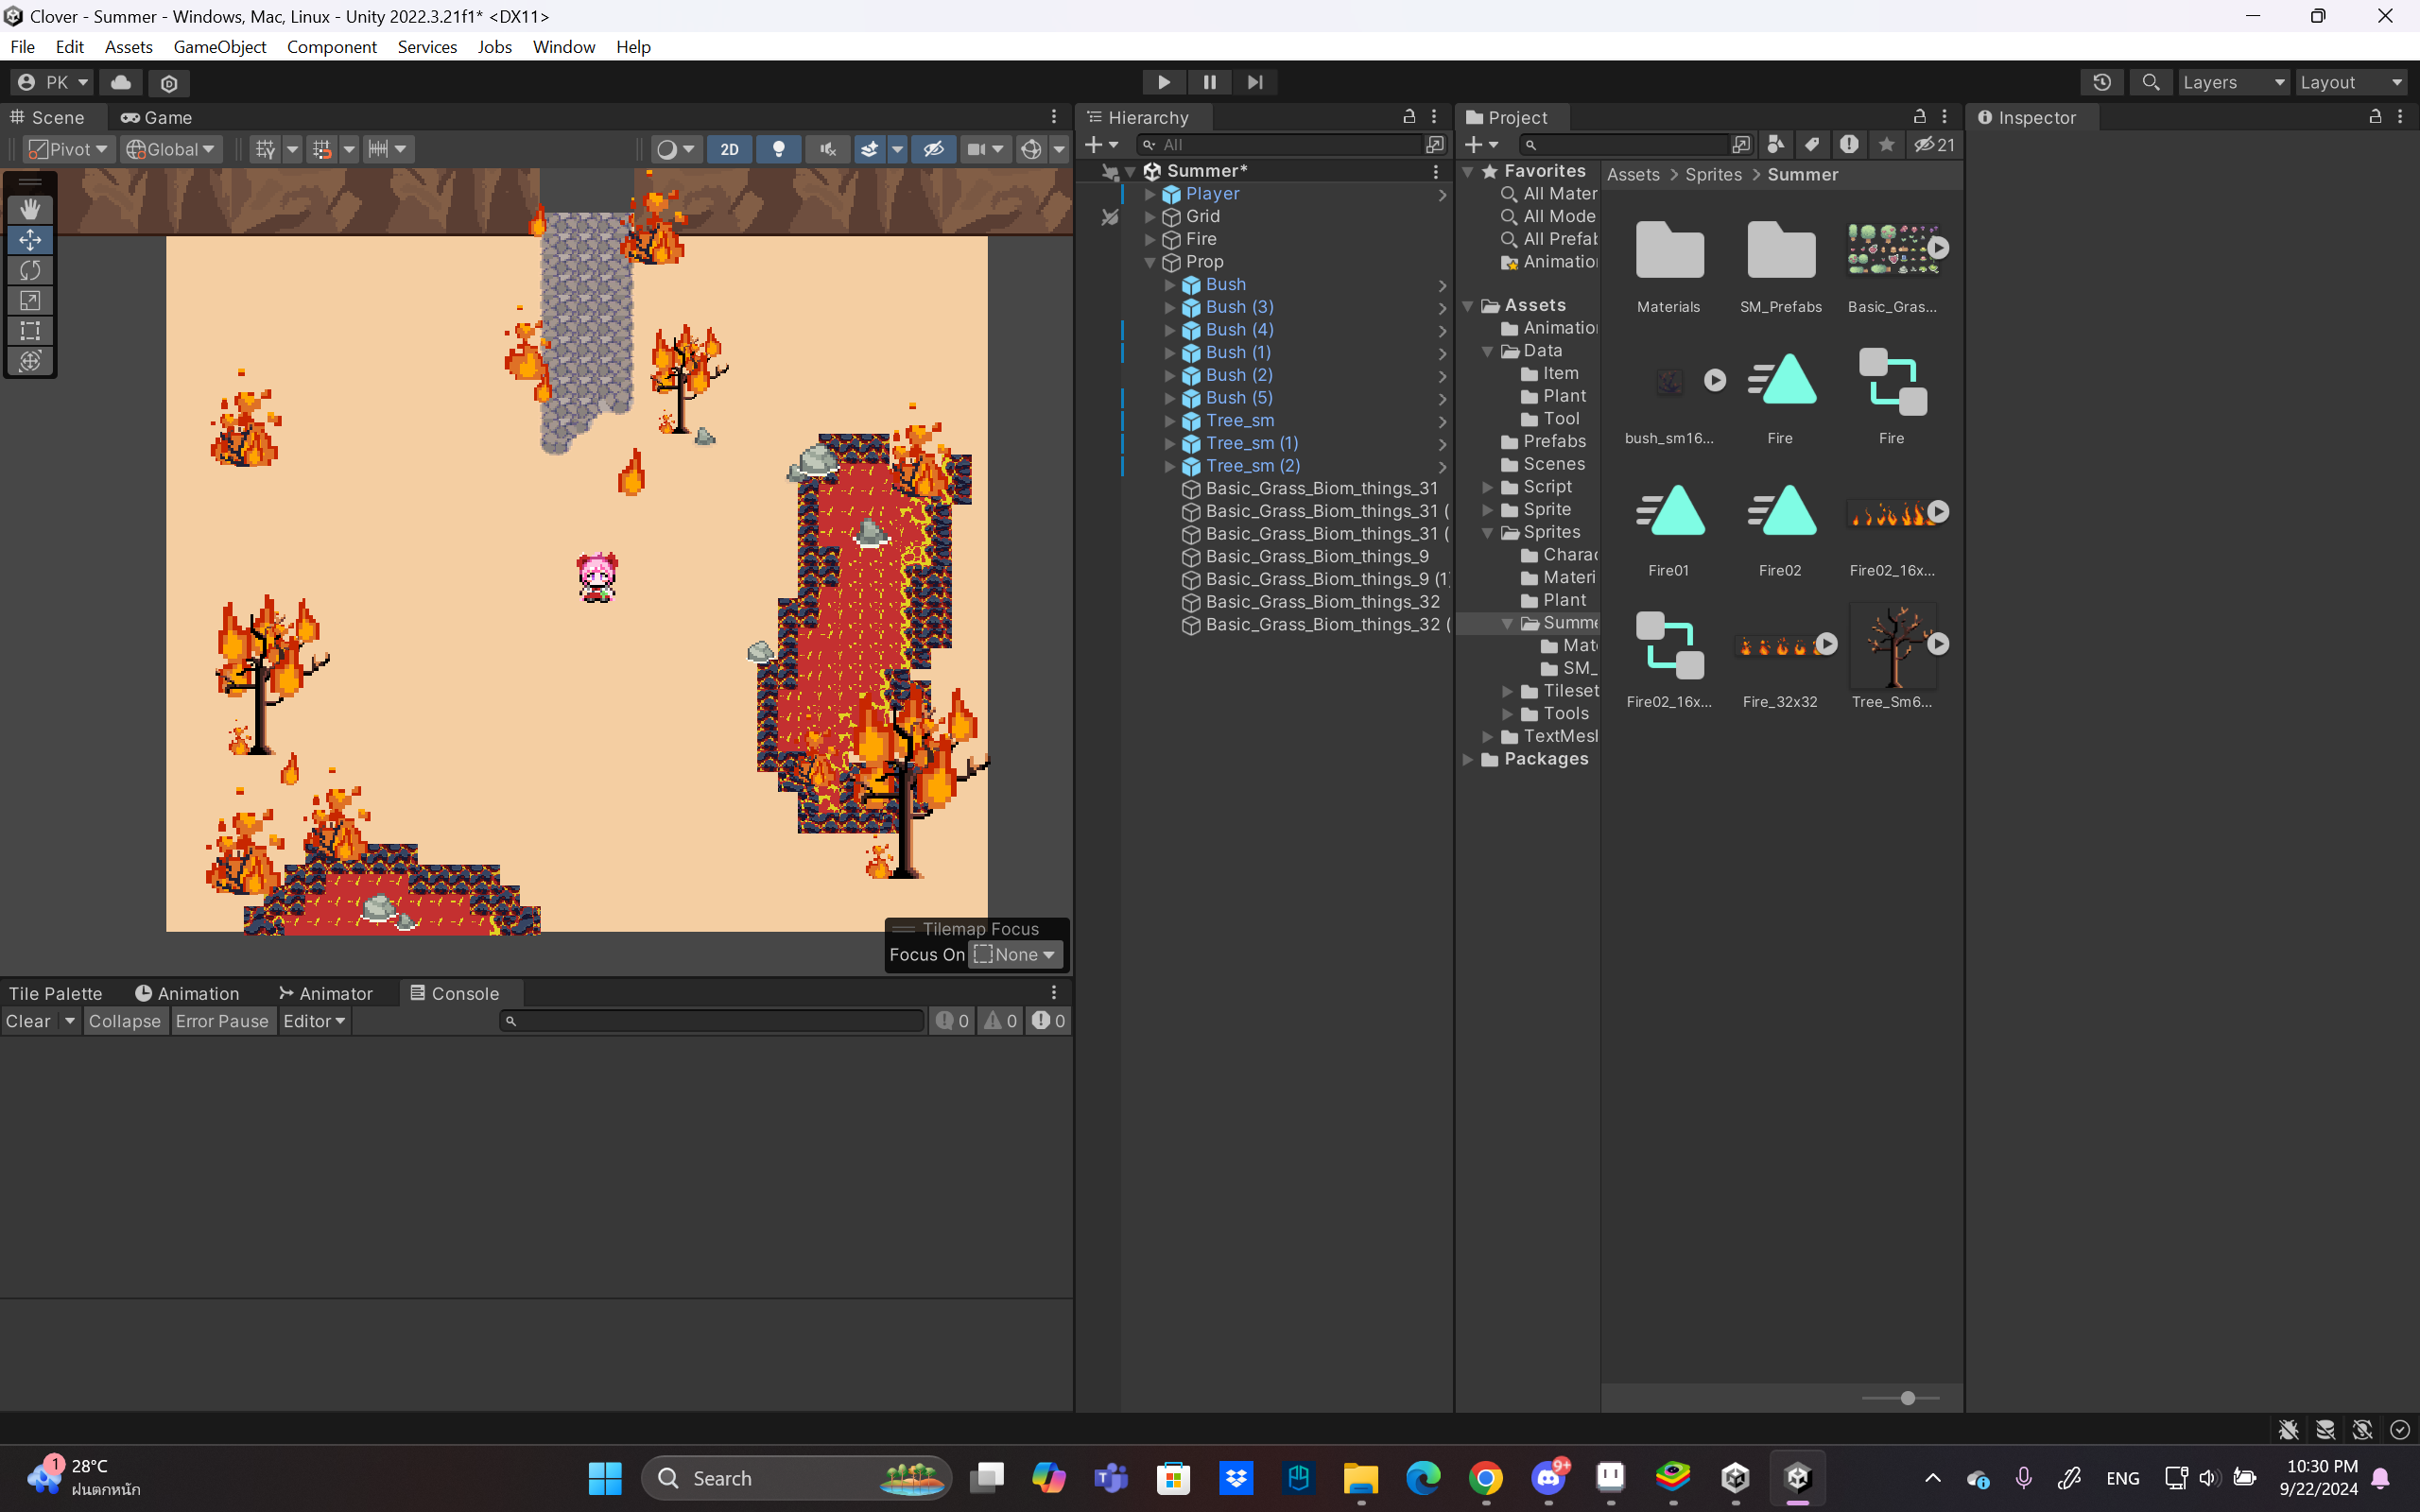 Clover - Summer - Windows, Mac, Linux - Unity 2022.3.21f1* <DX11>
File Edit Assets GameObject Component Services Jobs Window Help
PK
Layers
Layout
Scene
Game
Pivot
Global
2D
Hierarchy
All
Summer*
Player
Grid
Fire
Prop
Bush
Bush (3)
Bush (4)
Bush (1)
Bush (2)
Bush (5)
Tree_sm
Tree_sm (1)
Tree_sm (2)
Basic_Grass_Biom_things_31
Basic_Grass_Biom_things_31 (
Basic_Grass_Biom_things_31 (
Basic_Grass_Biom_things_9
Basic_Grass_Biom_things_9 (1
Basic_Grass_Biom_things_32
Basic_Grass_Biom_things_32 (
Project
21
Favorites
All Mater
All Mode
All Prefab
Animatio
Assets
Animatio
Data
Item
Plant
Tool
Prefabs
Scenes
Script
Sprite
Sprites
Charac
Materi
Plant
Summe
Mat
SM_
Tileset
Tools
TextMes
Packages
Assets > Sprites > Summer
Materials
SM_Prefabs
Basic_Gras...
bush_sm16...
Fire
Fire
Fire01
Fire02
Fire02_16x...
Fire02_16x...
Fire_32x32
Tree_Sm6...
Inspector
Tilemap Focus
Focus On None
Tile Palette
Animation
Animator
Console
Clear
Collapse
Error Pause
Editor
0
0
0
1
28°C
ฝนตกหนัก
Search
9+
ENG
10:30 PM
9/22/2024